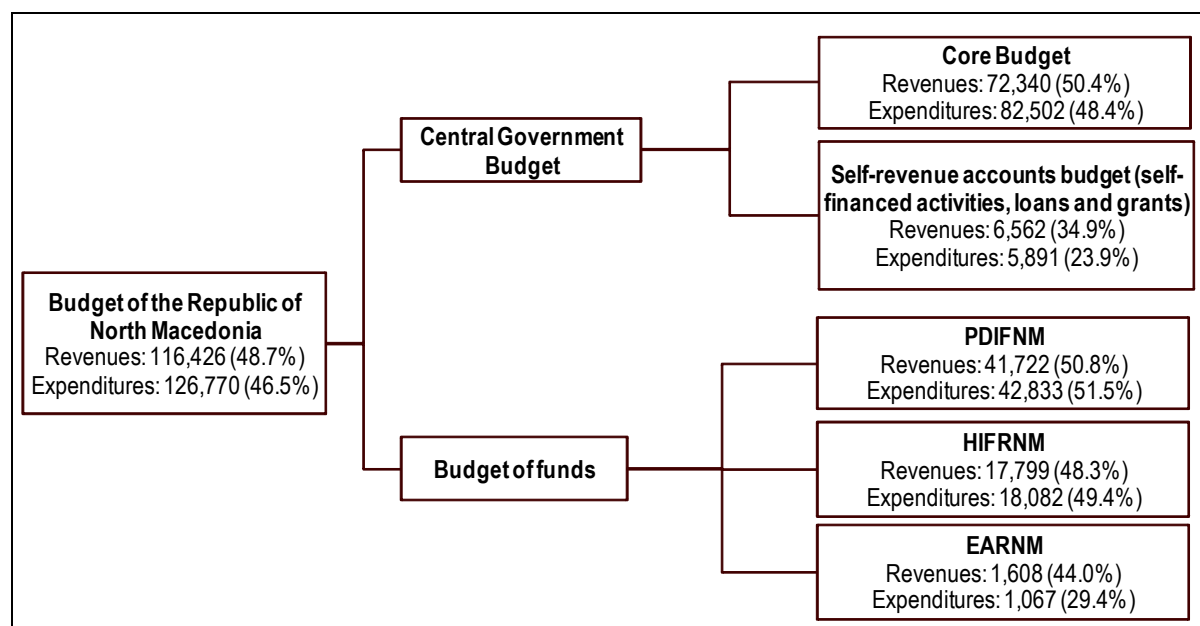 Budget of the Republic of
North Macedonia
Revenues: 116,426 (48.7%)
Expenditures: 126,770 (46.5%)
Central Government
Budget
Core Budget
Revenues: 72,340 (50.4%)
Expenditures: 82,502 (48.4%)
Self-revenue accounts budget (self-
financed activities, loans and grants)
Revenues: 6,562 (34.9%)
Expenditures: 5,891 (23.9%)
Budget of funds
PDIFNM
Revenues: 41,722 (50.8%)
Expenditures: 42,833 (51.5%)
HIFRNM
Revenues: 17,799 (48.3%)
Expenditures: 18,082 (49.4%)
EARNM
Revenues: 1,608 (44.0%)
Expenditures: 1,067 (29.4%)